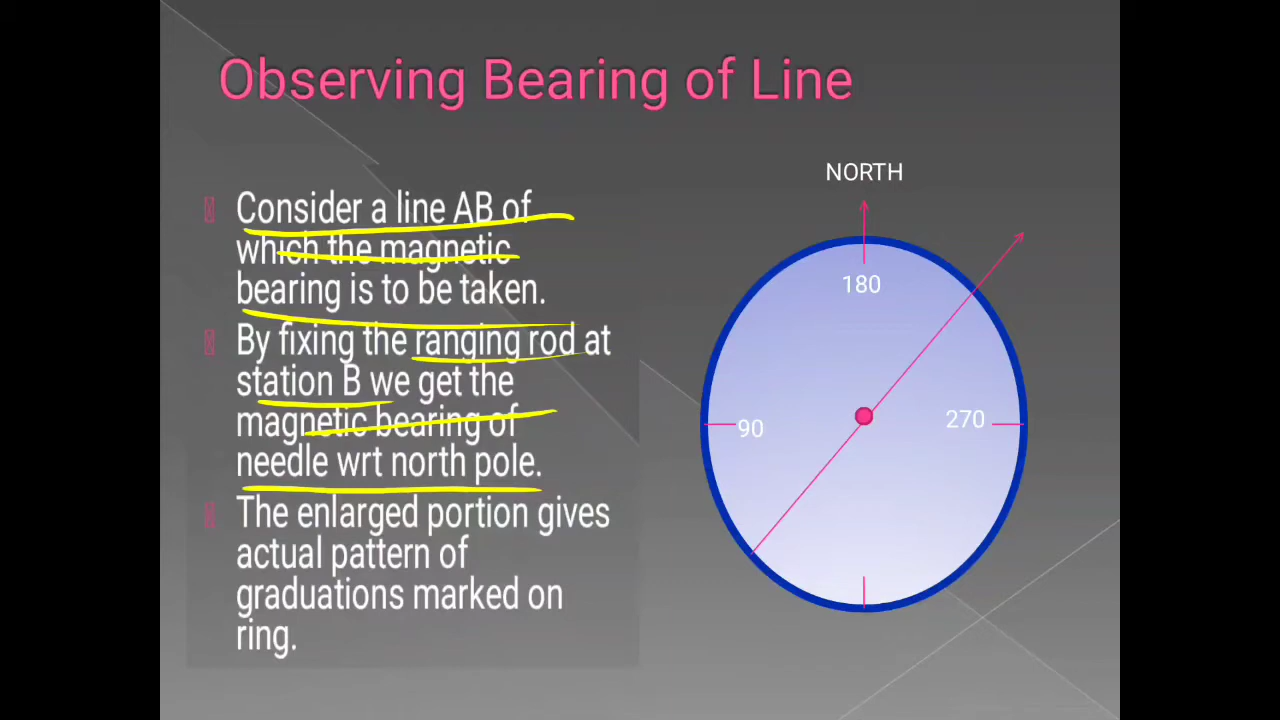 Observing Bearing of Line
Consider a line AB of
which the magnetic
bearing is to be taken.
By fixing the ranging rod at
station B we get the
magnetic bearing of
needle wrt north pole.
The enlarged portion gives
actual pattern of
graduations marked on
ring.
NORTH
180
90
270